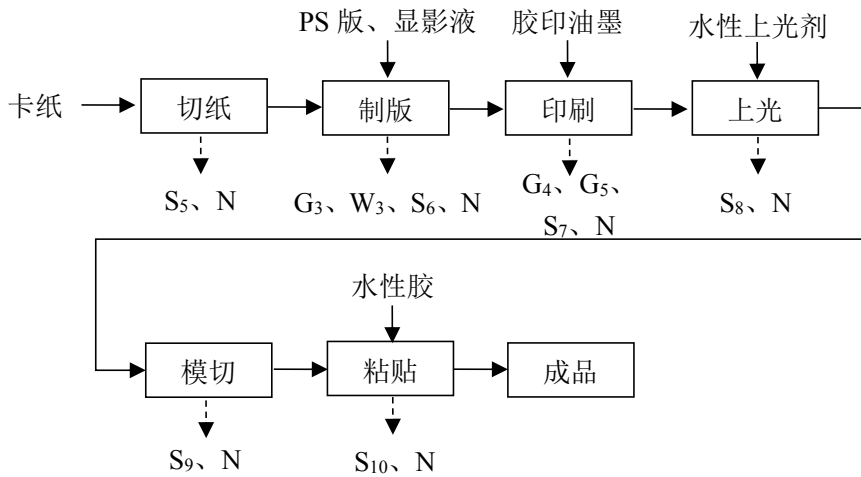 PS 版、显影液
胶印油墨
水性上光剂
卡纸
切纸
制版
印刷
上光
S₅、N
G₃、W₃、S₆、N
G₄、G₅、
S₇、N
S₈、N
水性胶
模切
粘贴
成品
S₉、N
S₁₀、N